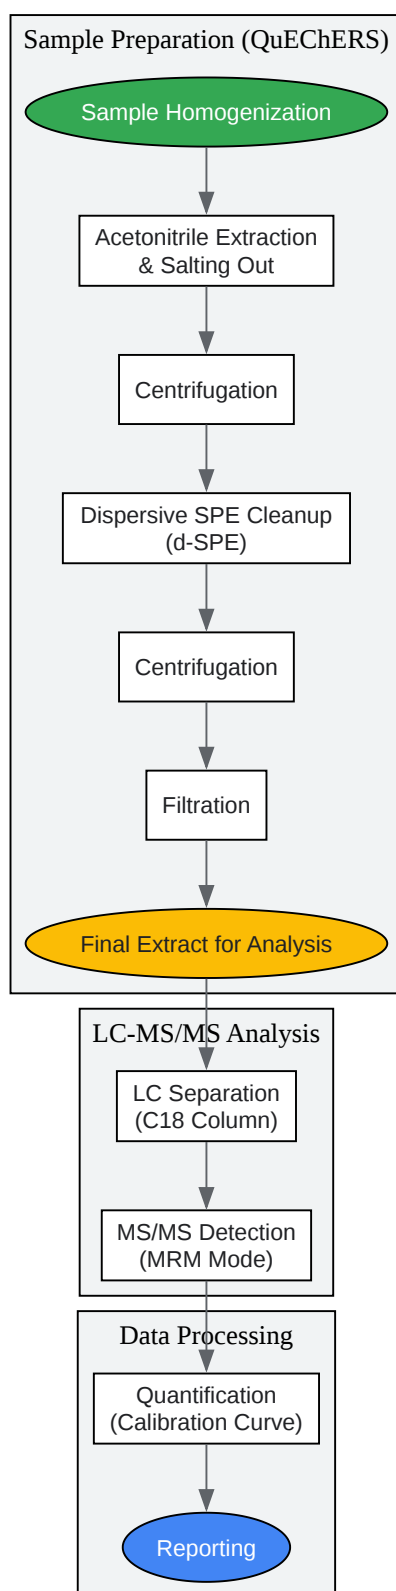 Sample Preparation (QuEChERS)
Sample Homogenization
Acetonitrile Extraction
& Salting Out
Centrifugation
Dispersive SPE Cleanup
(d-SPE)
Centrifugation
Filtration
Final Extract for Analysis
LC-MS/MS Analysis
LC Separation
(C18 Column)
MS/MS Detection
(MRM Mode)
Data Processing
Quantification
(Calibration Curve)
Reporting